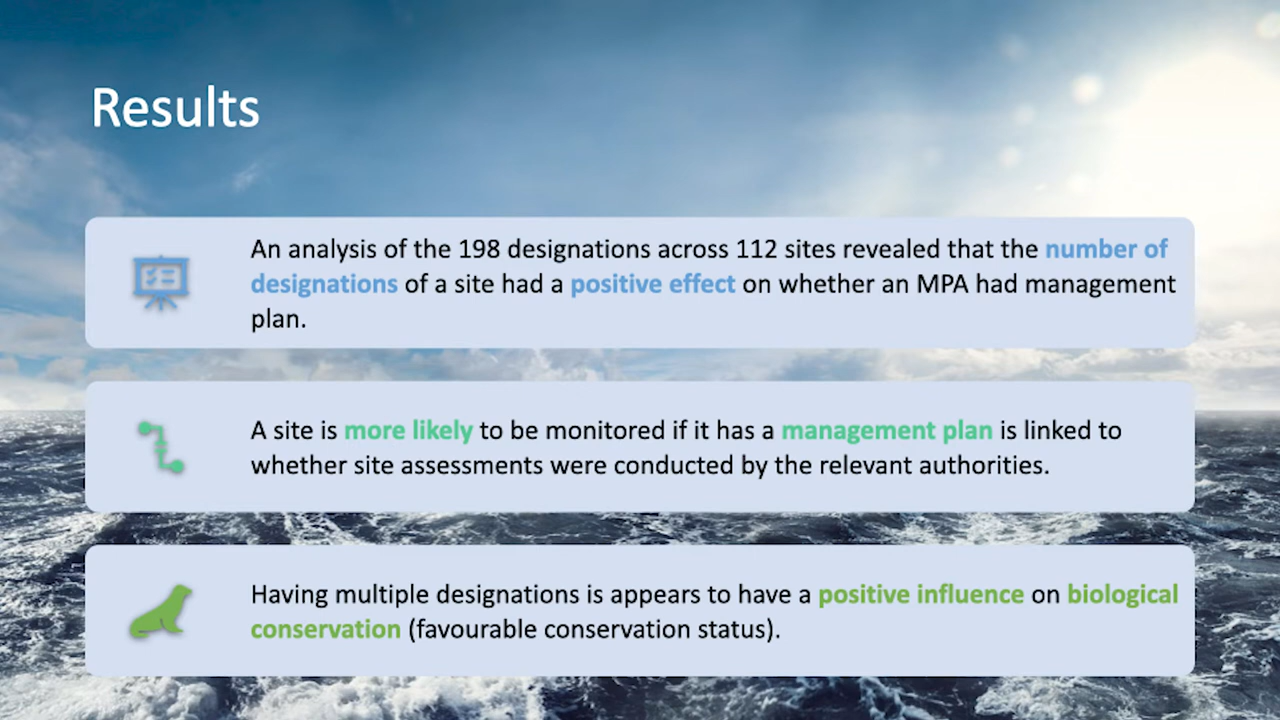 Results
An analysis of the 198 designations across 112 sites revealed that the number of
designations of a site had a positive effect on whether an MPA had management
plan.
A site is more likely to be monitored if it has a management plan is linked to
whether site assessments were conducted by the relevant authorities.
Having multiple designations is appears to have a positive influence on biological
conservation (favourable conservation status).